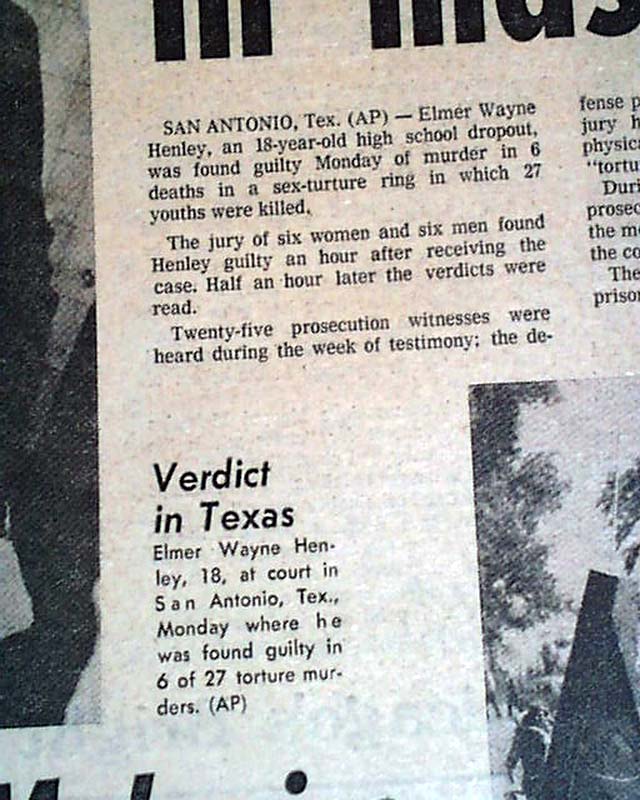 in
SAN ANTONIO, Tex. (AP) — Elmer Wayne
Henley, an 18-year-old high school dropout,
was found guilty Monday of murder in 6
deaths in a sex-turture ring in which 27
youths were killed.
The jury of six women and six men found
Henley guilty an hour after receiving the
case. Half an hour later the verdicts were
read.
Twenty-five prosecution witnesses were
heard during the week of testimony; the de-
fense p
jury h
physica
"tortu
Duri
prosec
the mo
the co
The
prison
Verdict
in Texas
Elmer Wayne Hen-
ley, 18, at court in
San Antonio, Tex.,
Monday where he
was found guilty in
6 of 27 torture mur-
ders. (AP)